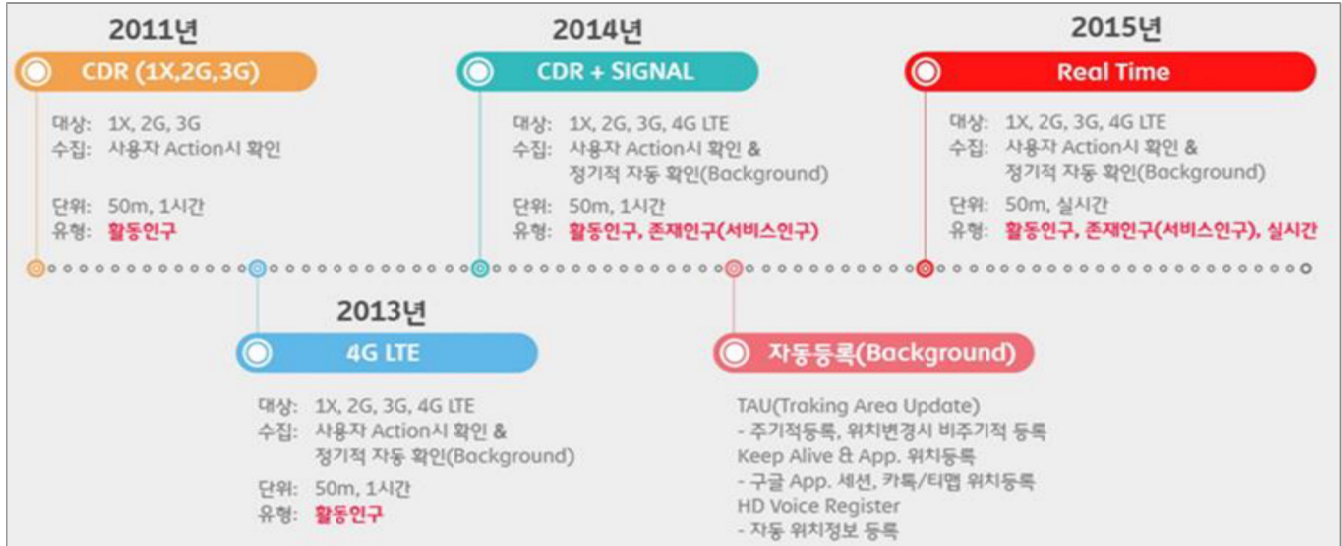 2011년
CDR (1X,2G,3G)
대상: 1X, 2G, 3G
수집: 사용자 Action시 확인
단위: 50m, 1시간
유형: 활동인구
2014년
CDR + SIGNAL
대상: 1X, 2G, 3G, 4G LTE
수집: 사용자 Action시 확인 &
정기적 자동 확인(Background)
단위: 50m, 1시간
유형: 활동인구, 존재인구(서비스인구)
2015년
Real Time
대상: 1X, 2G, 3G, 4G LTE
수집: 사용자 Action시 확인 &
정기적 자동 확인(Background)
단위: 50m, 실시간
유형: 활동인구, 존재인구(서비스인구), 실시간
2013년
4G LTE
대상: 1X, 2G, 3G, 4G LTE
수집: 사용자 Action시 확인 &
정기적 자동 확인(Background)
단위: 50m, 1시간
유형: 활동인구
자동등록(Background)
TAU(Traking Area Update)
- 주기적등록, 위치변경시 비주기적 등록
Keep Alive & App. 위치등록
- 구글 App. 세션, 카톡/티맵 위치등록
HD Voice Register
- 자동 위치정보 등록